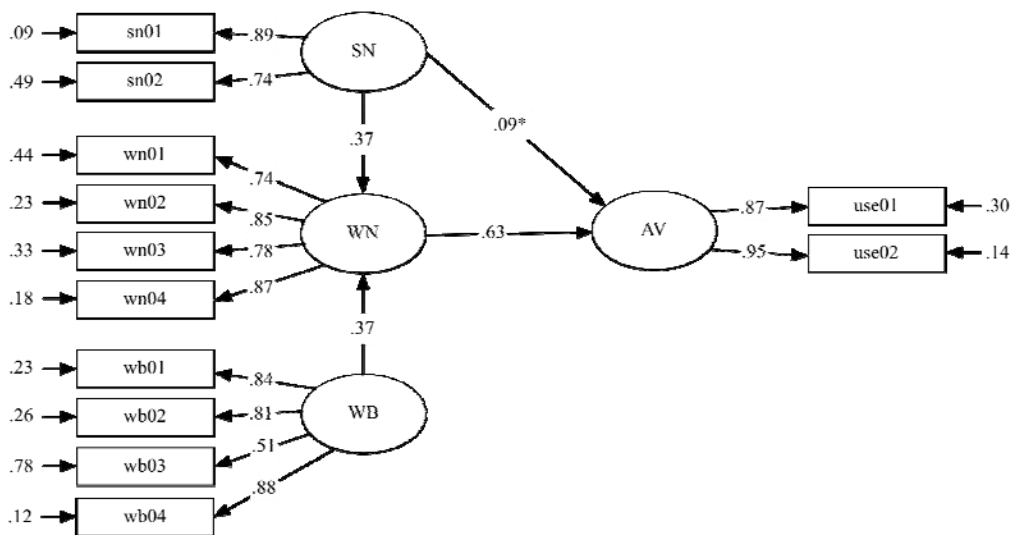 .09 sn01 .89 SN
.49 sn02 .74
.09*
.37
.44 wn01 .74
.23 wn02 .85
.33 wn03 .78 WN .63 AV
.18 wn04 .87
.87 use01 .30
.95 use02 .14
.37
.23 wb01 .84
.26 wb02 .81 WB
.78 wb03 .51
.12 wb04 .88